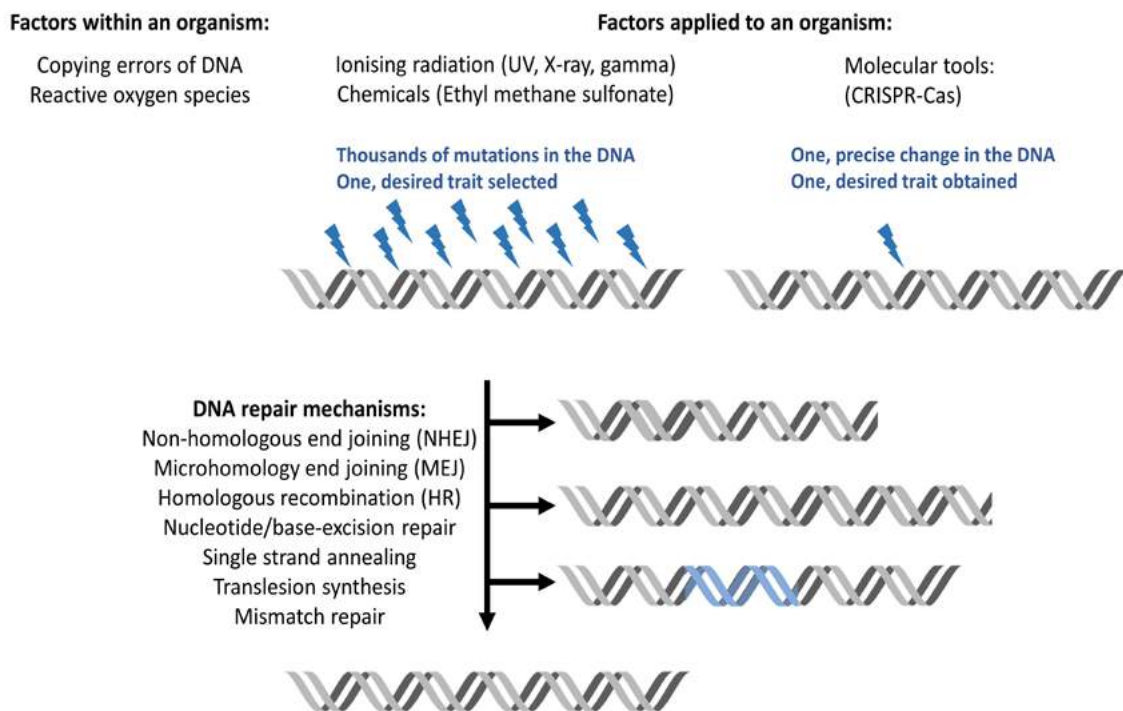 Factors within an organism:
Copying errors of DNA
Reactive oxygen species
Factors applied to an organism:
Ionising radiation (UV, X-ray, gamma)
Chemicals (Ethyl methane sulfonate)
Thousands of mutations in the DNA
One, desired trait selected
Molecular tools:
(CRISPR-Cas)
One, precise change in the DNA
One, desired trait obtained
DNA repair mechanisms:
Non-homologous end joining (NHEJ)
Microhomology end joining (MEJ)
Homologous recombination (HR)
Nucleotide/base-excision repair
Single strand annealing
Translesion synthesis
Mismatch repair